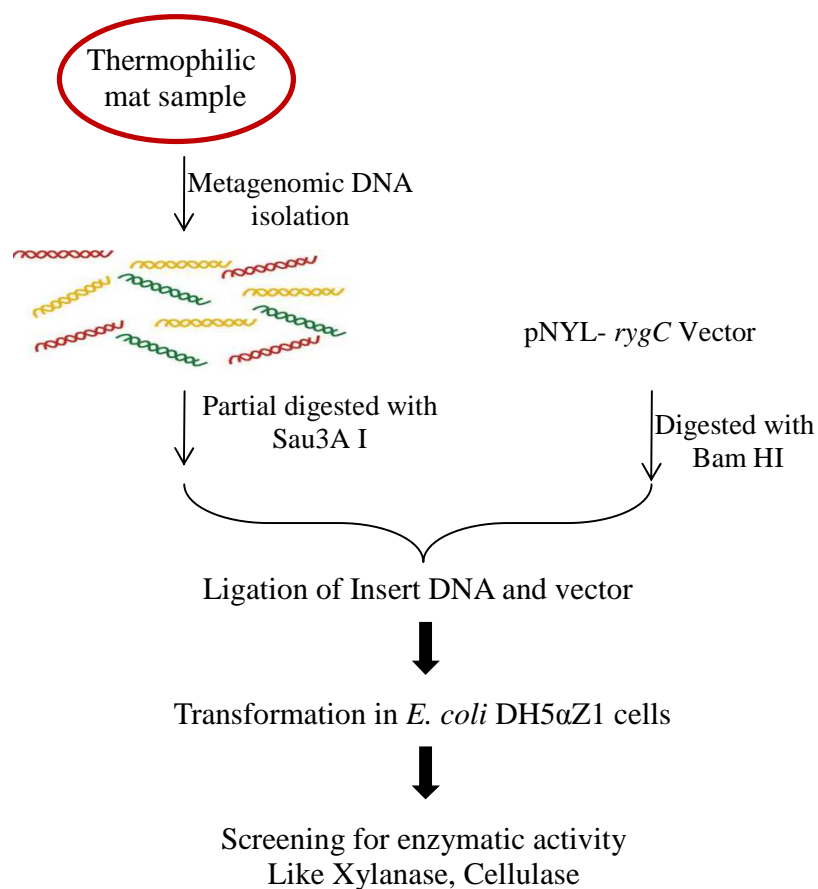 Thermophilic
mat sample
Metagenomic DNA
isolation
pNYL- rygC Vector
Partial digested with
Sau3A I
Digested with
Bam HI
Ligation of Insert DNA and vector
Transformation in E. coli DH5αZ1 cells
Screening for enzymatic activity
Like Xylanase, Cellulase